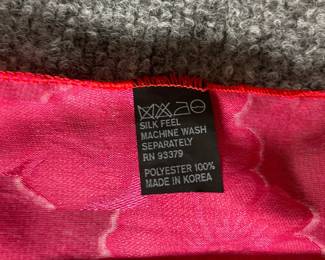 SILK FEEL
MACHINE WASH
SEPARATELY
RN 93379
POLYESTER 100%
MADE IN KOREA